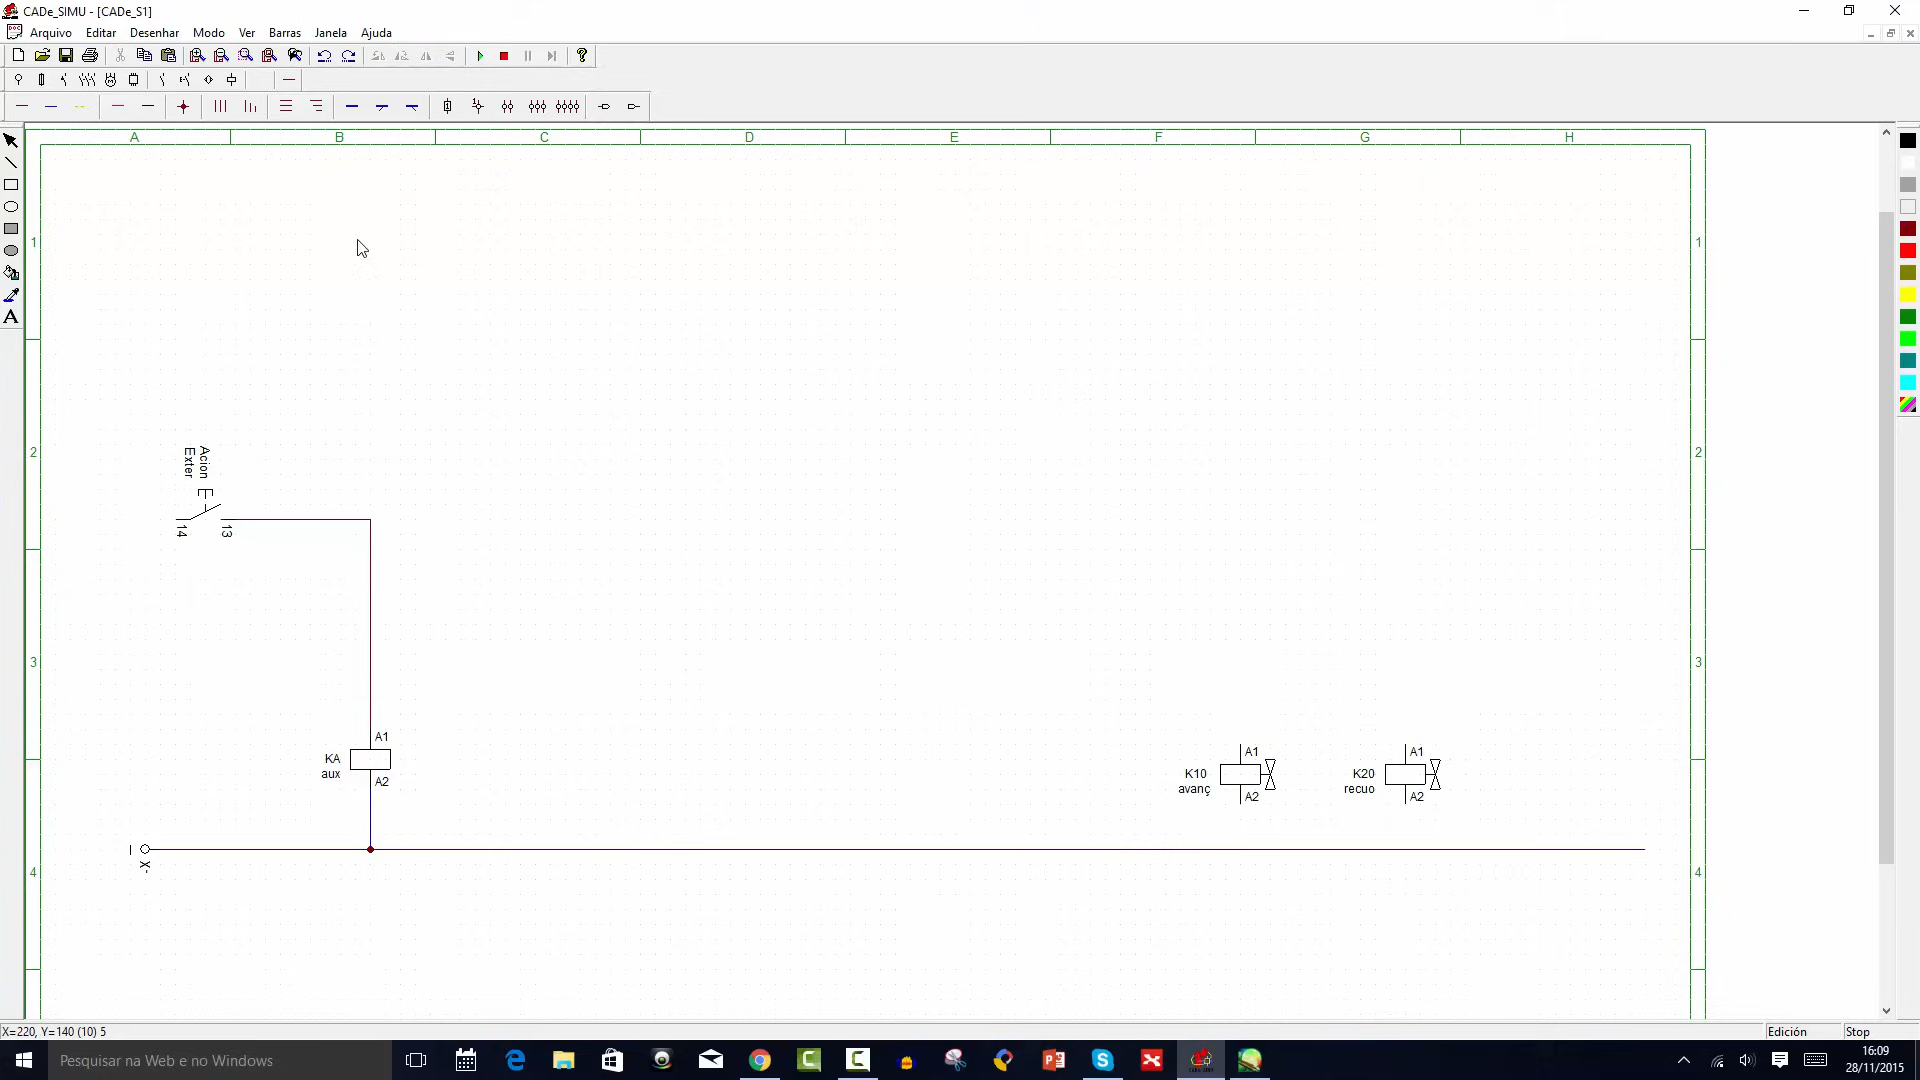 CADe_SIMU - [CADe_S1]
Arquivo Editar Desenhar Modo Ver Barras Janela Ajuda
A B C D E F G H
1 1
2 2
Acion
Exter
14 13
3 3
A1
KA
aux
A2
A1
K10
avanç
A2
A1
K20
recuo
A2
X-
4 4
X=220, Y=140 (10) 5
Edición Stop
Pesquisar na Web e no Windows
16:09
28/11/2015